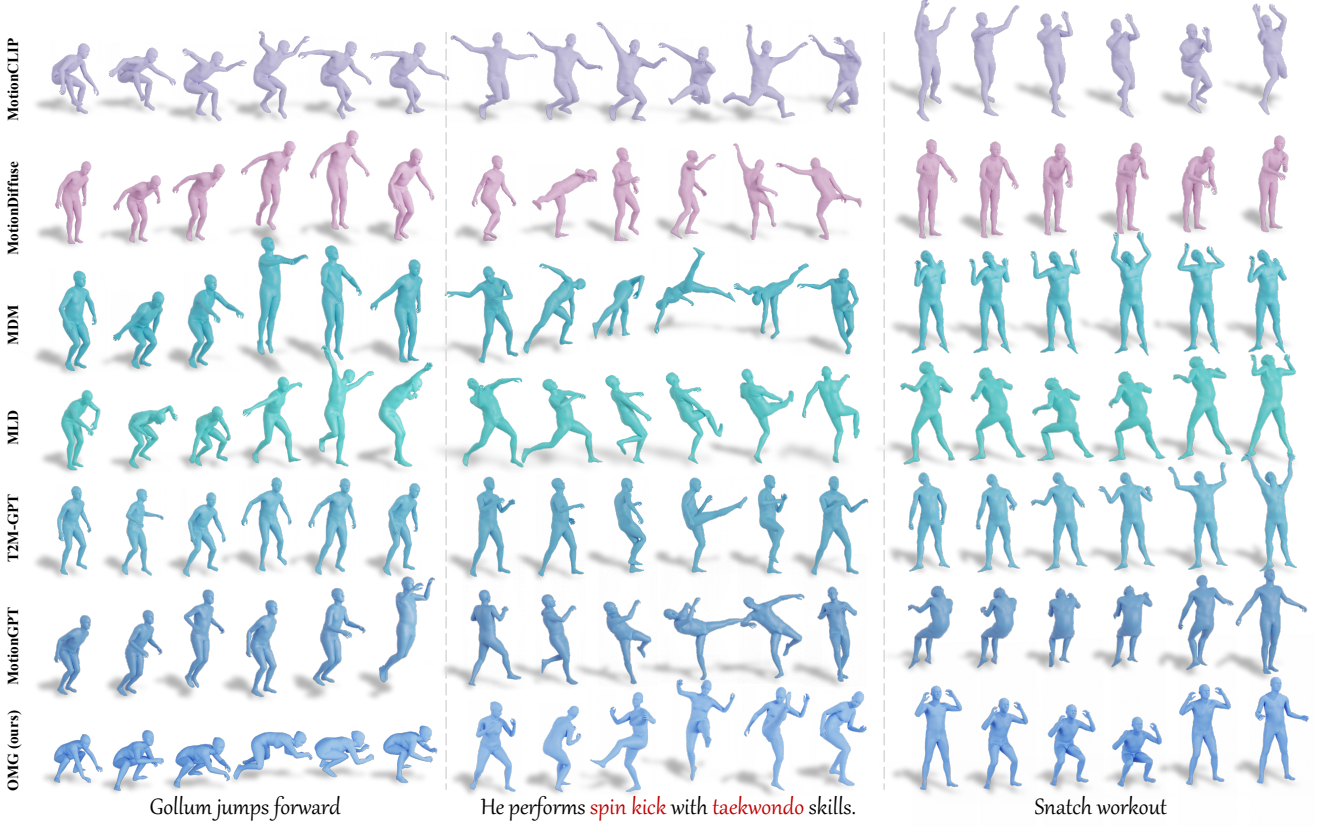 MotionCLIP
MotionDiffuse
MDM
MLD
T2M-GPT
MotionGPT
OMG (ours)
Gollum jumps forward
He performs spin kick with taekwondo skills.
Snatch workout